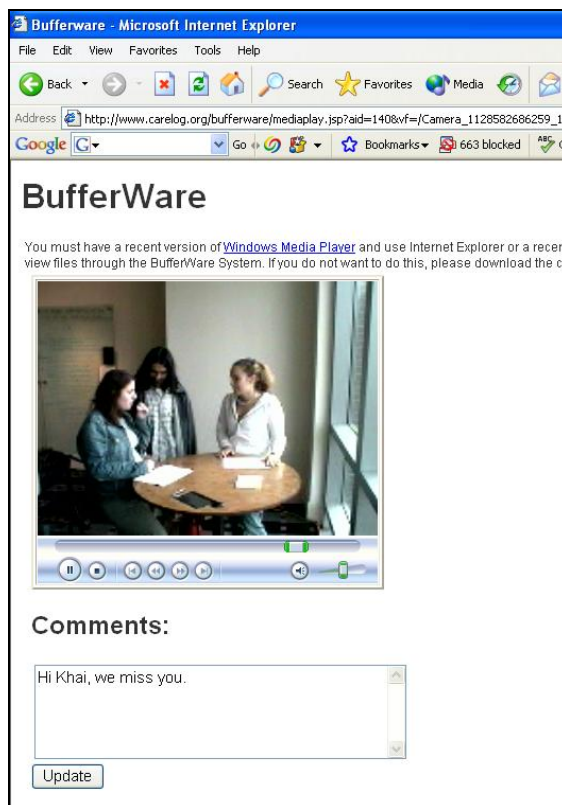 Bufferware - Microsoft Internet Explorer
File Edit View Favorites Tools Help
Back Search Favorites Media
Address http://www.carelog.org/bufferware/mediaplay.jsp?aid=140&vf=/Camera_1128582686259_1
Google G Go Bookmarks 663 blocked ABC
BufferWare
You must have a recent version of Windows Media Player and use Internet Explorer or a recer
view files through the BufferWare System. If you do not want to do this, please download the c
Comments:
Hi Khai, we miss you.
Update